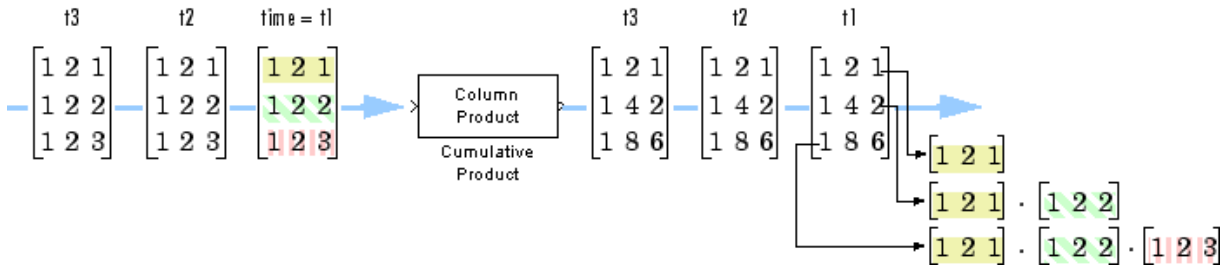 t3 t2 time = t1 t3 t2 t1
1 2 1 1 2 1 1 2 1 1 2 1 1 2 1 1 2 1
1 2 2 1 2 2 1 2 2 1 4 2 1 4 2 1 4 2
1 2 3 1 2 3 1 2 3 1 8 6 1 8 6 1 8 6
Column
Product
Cumulative
Product
[1 2 1]
[1 2 1] · [1 2 2]
[1 2 1] · [1 2 2] · [1 2 3]